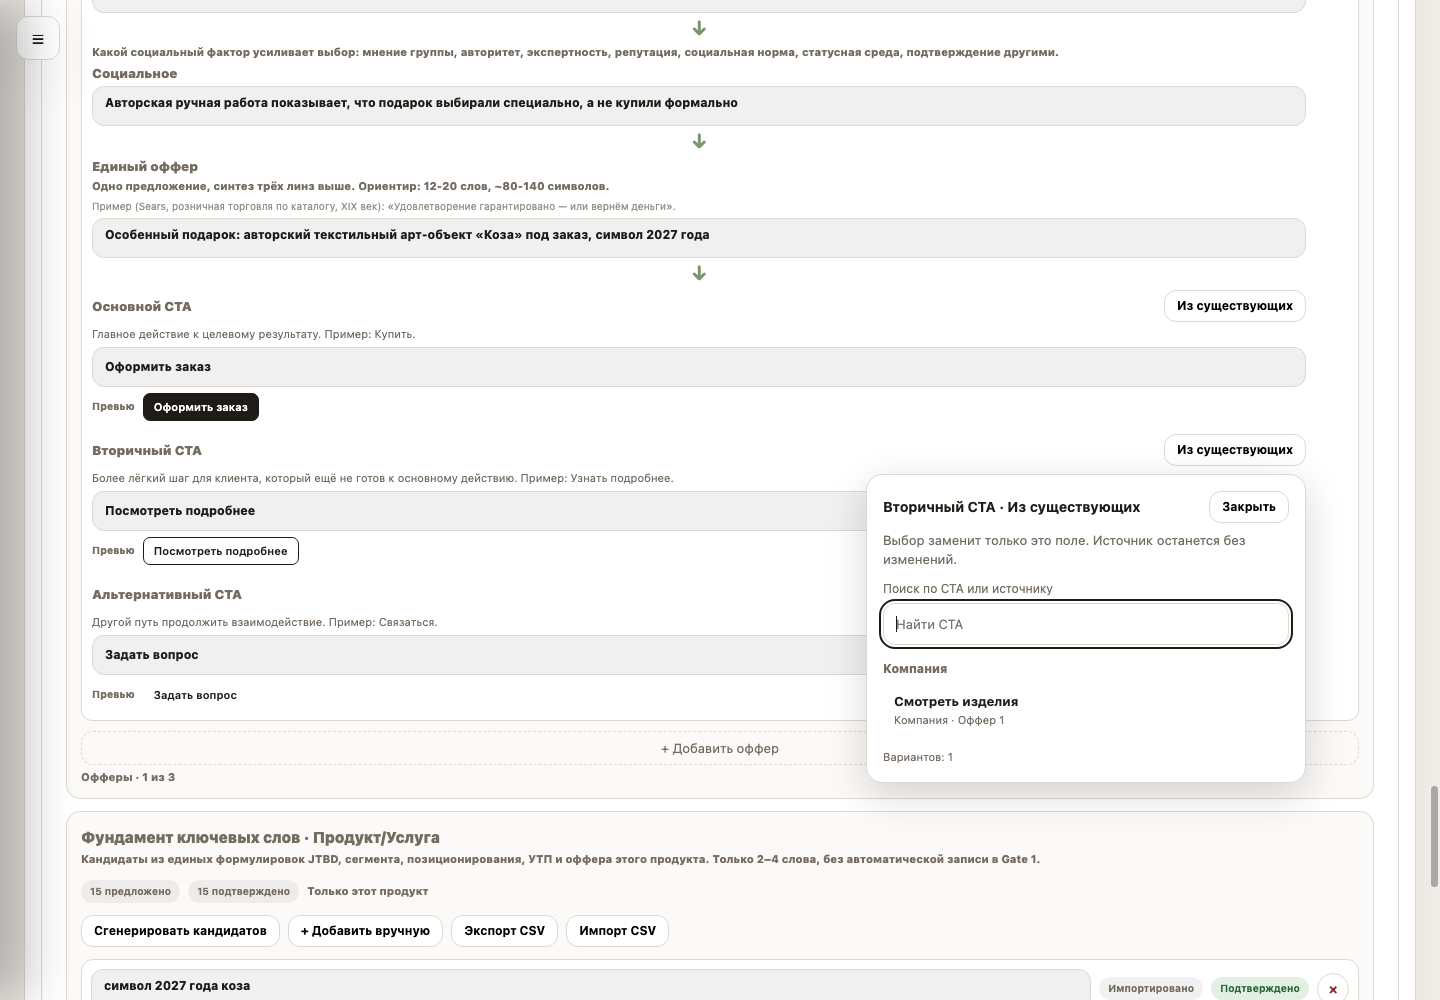 Какой социальный фактор усиливает выбор: мнение группы, авторитет, экспертность, репутация, социальная норма, статусная среда, подтверждение другими.
Социальное
Авторская ручная работа показывает, что подарок выбирали специально, а не купили формально
Единый оффер
Одно предложение, синтез трёх линз выше. Ориентир: 12-20 слов, ~80-140 символов.
Пример (Sears, розничная торговля по каталогу, XIX век): «Удовлетворение гарантировано — или вернём деньги».
Особенный подарок: авторский текстильный арт-объект «Коза» под заказ, символ 2027 года
Основной CTA
Из существующих
Главное действие к целевому результату. Пример: Купить.
Оформить заказ
Превью
Оформить заказ
Вторичный CTA
Из существующих
Более лёгкий шаг для клиента, который ещё не готов к основному действию. Пример: Узнать подробнее.
Посмотреть подробнее
Превью
Посмотреть подробнее
Альтернативный CTA
Другой путь продолжить взаимодействие. Пример: Связаться.
Задать вопрос
Превью
Задать вопрос
Вторичный CTA · Из существующих
Закрыть
Выбор заменит только это поле. Источник останется без
изменений.
Поиск по CTA или источнику
Найти CTA
Компания
Смотреть изделия
Компания · Оффер 1
Вариантов: 1
+ Добавить оффер
Офферы · 1 из 3
Фундамент ключевых слов · Продукт/Услуга
Кандидаты из единых формулировок JTBD, сегмента, позиционирования, УТП и оффера этого продукта. Только 2–4 слова, без автоматической записи в Gate 1.
15 предложено
15 подтверждено
Только этот продукт
Сгенерировать кандидатов
+ Добавить вручную
Экспорт CSV
Импорт CSV
символ 2027 года коза
Импортировано
Подтверждено
×